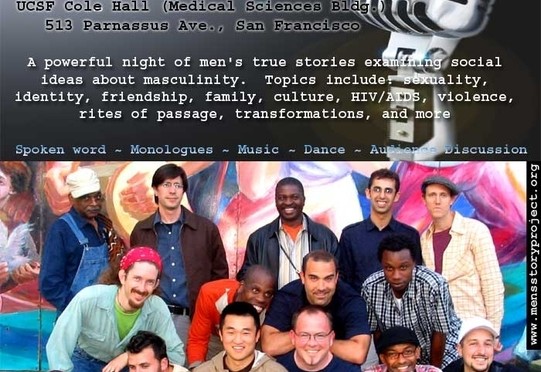 UCSF Cole Hall (Medical Sciences Bldg.)
513 Parnassus Ave., San Francisco
A powerful night of men's true stories examining social
ideas about masculinity. Topics include: sexuality,
identity, friendship, family, culture, HIV/AIDS, violence,
rites of passage, transformations, and more
Spoken word ~ Monologues ~ Music ~ Dance ~ Audience Discussion
www.mensstoryproject.org